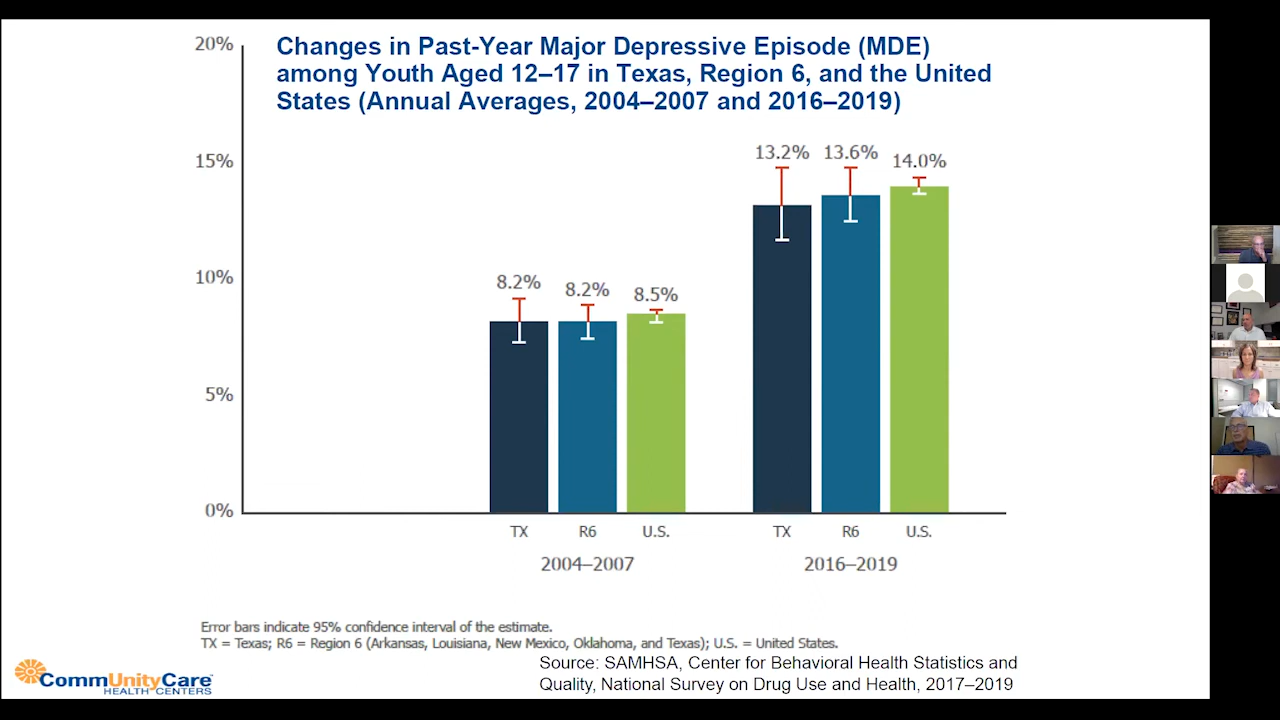 Changes in Past-Year Major Depressive Episode (MDE)
among Youth Aged 12–17 in Texas, Region 6, and the United
States (Annual Averages, 2004–2007 and 2016–2019)
20%
15%
10%
5%
0%
8.2%
8.2%
8.5%
13.2%
13.6%
14.0%
TX
R6
U.S.
TX
R6
U.S.
2004–2007
2016–2019
Error bars indicate 95% confidence interval of the estimate.
TX = Texas; R6 = Region 6 (Arkansas, Louisiana, New Mexico, Oklahoma, and Texas); U.S. = United States.
Source: SAMHSA, Center for Behavioral Health Statistics and
Quality, National Survey on Drug Use and Health, 2017–2019
CommUnityCare
HEALTH CENTERS